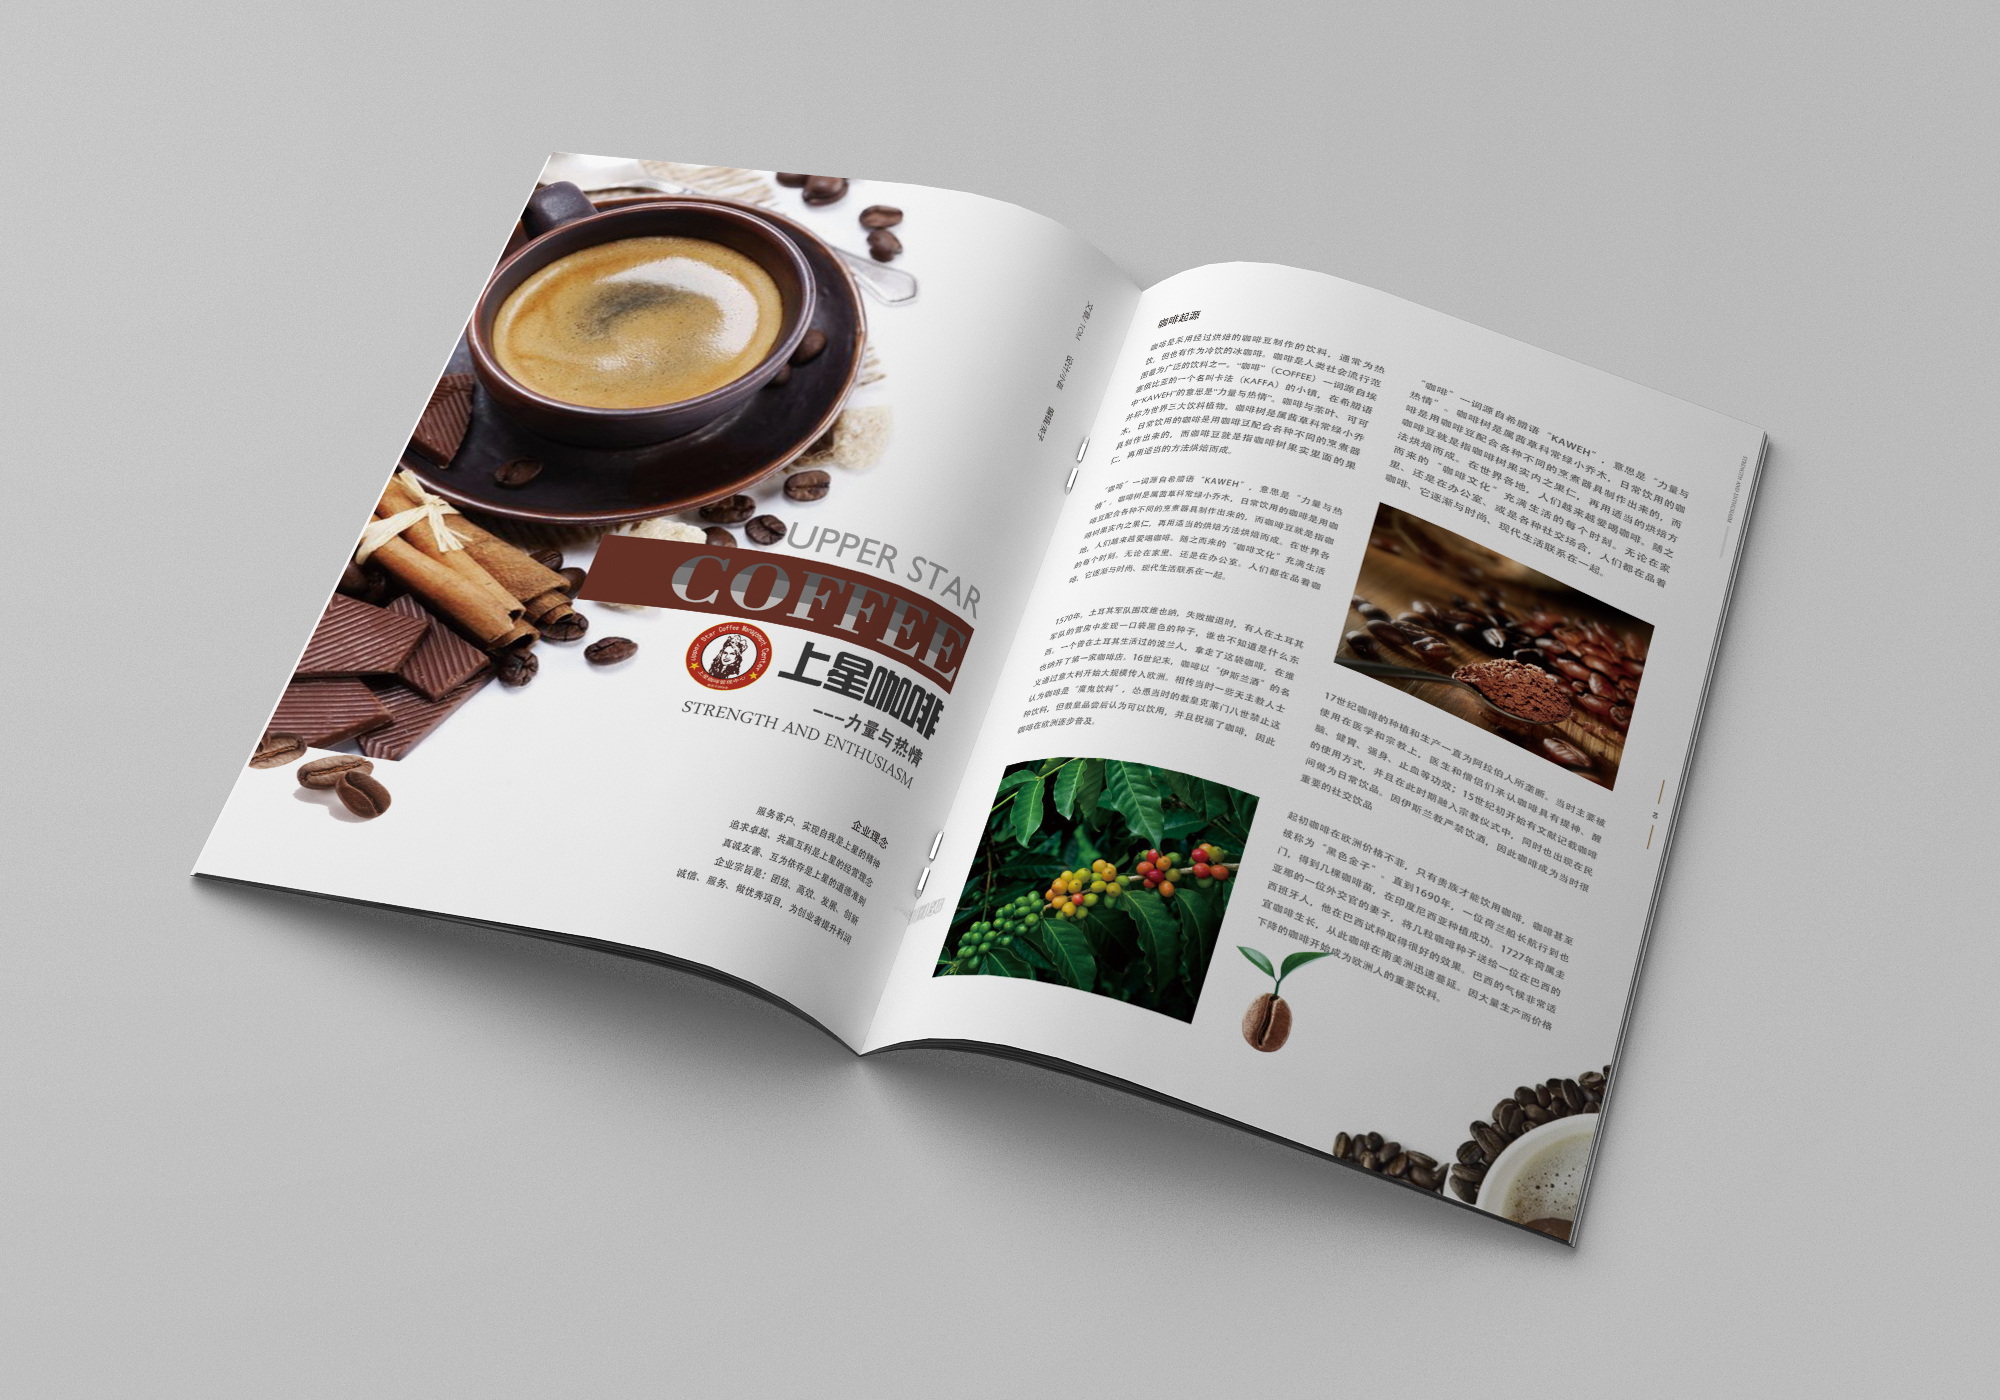 UPPER STAR
COFFEE
Upper Star Coffee Management Center
上星咖啡管理中心
上星咖啡
---力量与热情
STRENGTH AND ENTHUSIASM
企业理念
服务客户、实现自我是上星的精神
追求卓越、共赢互利是上星的经营理念
真诚友善、互为依存是上星的道德准则
企业宗旨是：团结、高效、发展、创新
诚信、服务、做优秀项目，为创业者提升利润
咖啡起源
咖啡是采用经过烘焙的咖啡豆制作的饮料，通常为热
饮，但也有作为冷饮的冰咖啡。咖啡是人类社会流行范
围最为广泛的饮料之一。“咖啡”（COFFEE）一词源自埃
塞俄比亚的一个名叫卡法（KAFFA）的小镇，在希腊语
中“KAWEH”的意思是“力量与热情”。咖啡与茶叶、可可
并称为世界三大饮料植物。咖啡树是属茜草科常绿小乔
木，日常饮用的咖啡是用咖啡豆配合各种不同的烹煮器
具制作出来的，而咖啡豆就是指咖啡树果实里面的果
仁，再用适当的方法烘焙而成。
“咖啡”一词源自希腊语“KAWEH”，意思是“力量与热
情”。咖啡树是属茜草科常绿小乔木，日常饮用的咖啡是用咖
啡豆配合各种不同的烹煮器具制作出来的，而咖啡豆就是指咖
啡树果实内之果仁，再用适当的烘焙方法烘焙而成。在世界各
地，人们越来越爱喝咖啡。随之而来的“咖啡文化”充满生活
的每个时刻。无论在家里、还是在办公室。人们都在品着咖
啡。它逐渐与时尚、现代生活联系在一起。
1570年，土耳其军队围攻维也纳，失败撤退时，有人在土耳其
军队的营房中发现一口袋黑色的种子，谁也不知道是什么东
西。一个曾在土耳其生活过的波兰人，拿走了这袋咖啡，在维
也纳开了第一家咖啡店。16世纪末，咖啡以“伊斯兰酒”的名
义通过意大利开始大规模传入欧洲。相传当时一些天主教人士
认为咖啡是“魔鬼饮料”，怂恿当时的教皇克莱门八世禁止这
种饮料，但教皇品尝后认为可以饮用，并且祝福了咖啡，因此
咖啡在欧洲逐步普及。
“咖啡”一词源自希腊语“KAWEH”，意思是“力量与
热情”。咖啡树是属茜草科常绿小乔木，日常饮用的咖
啡是用咖啡豆配合各种不同的烹煮器具制作出来的，而
咖啡豆就是指咖啡树果实内之果仁，再用适当的烘焙方
法烘焙而成。在世界各地，人们越来越爱喝咖啡。随之
而来的“咖啡文化”充满生活的每个时刻。无论在家
里、还是在办公室、或是各种社交场合，人们都在品着
咖啡、它逐渐与时尚、现代生活联系在一起。
17世纪咖啡的种植和生产一直为阿拉伯人所垄断。当时主要被
使用在医学和宗教上，医生和僧侣们承认咖啡具有提神、醒
脑、健胃、强身、止血等功效；15世纪初开始有文献记载咖啡
的使用方式，并且在此时期融入宗教仪式中，同时也出现在民
间做为日常饮品。因伊斯兰教严禁饮酒，因此咖啡成为当时很
重要的社交饮品
起初咖啡在欧洲价格不菲，只有贵族才能饮用咖啡，咖啡甚至
被称为“黑色金子”。直到1690年，一位荷兰船长航行到也
门，得到几棵咖啡苗，在印度尼西亚种植成功。1727年荷属圭
亚那的一位外交官的妻子，将几粒咖啡种子送给一位在巴西的
西班牙人，他在巴西试种取得很好的效果。巴西的气候非常适
宜咖啡生长，从此咖啡在南美洲迅速蔓延。因大量生产而价格
下降的咖啡开始成为欧洲人的重要饮料。
STRENGTH AND ENTHUSIASM
2